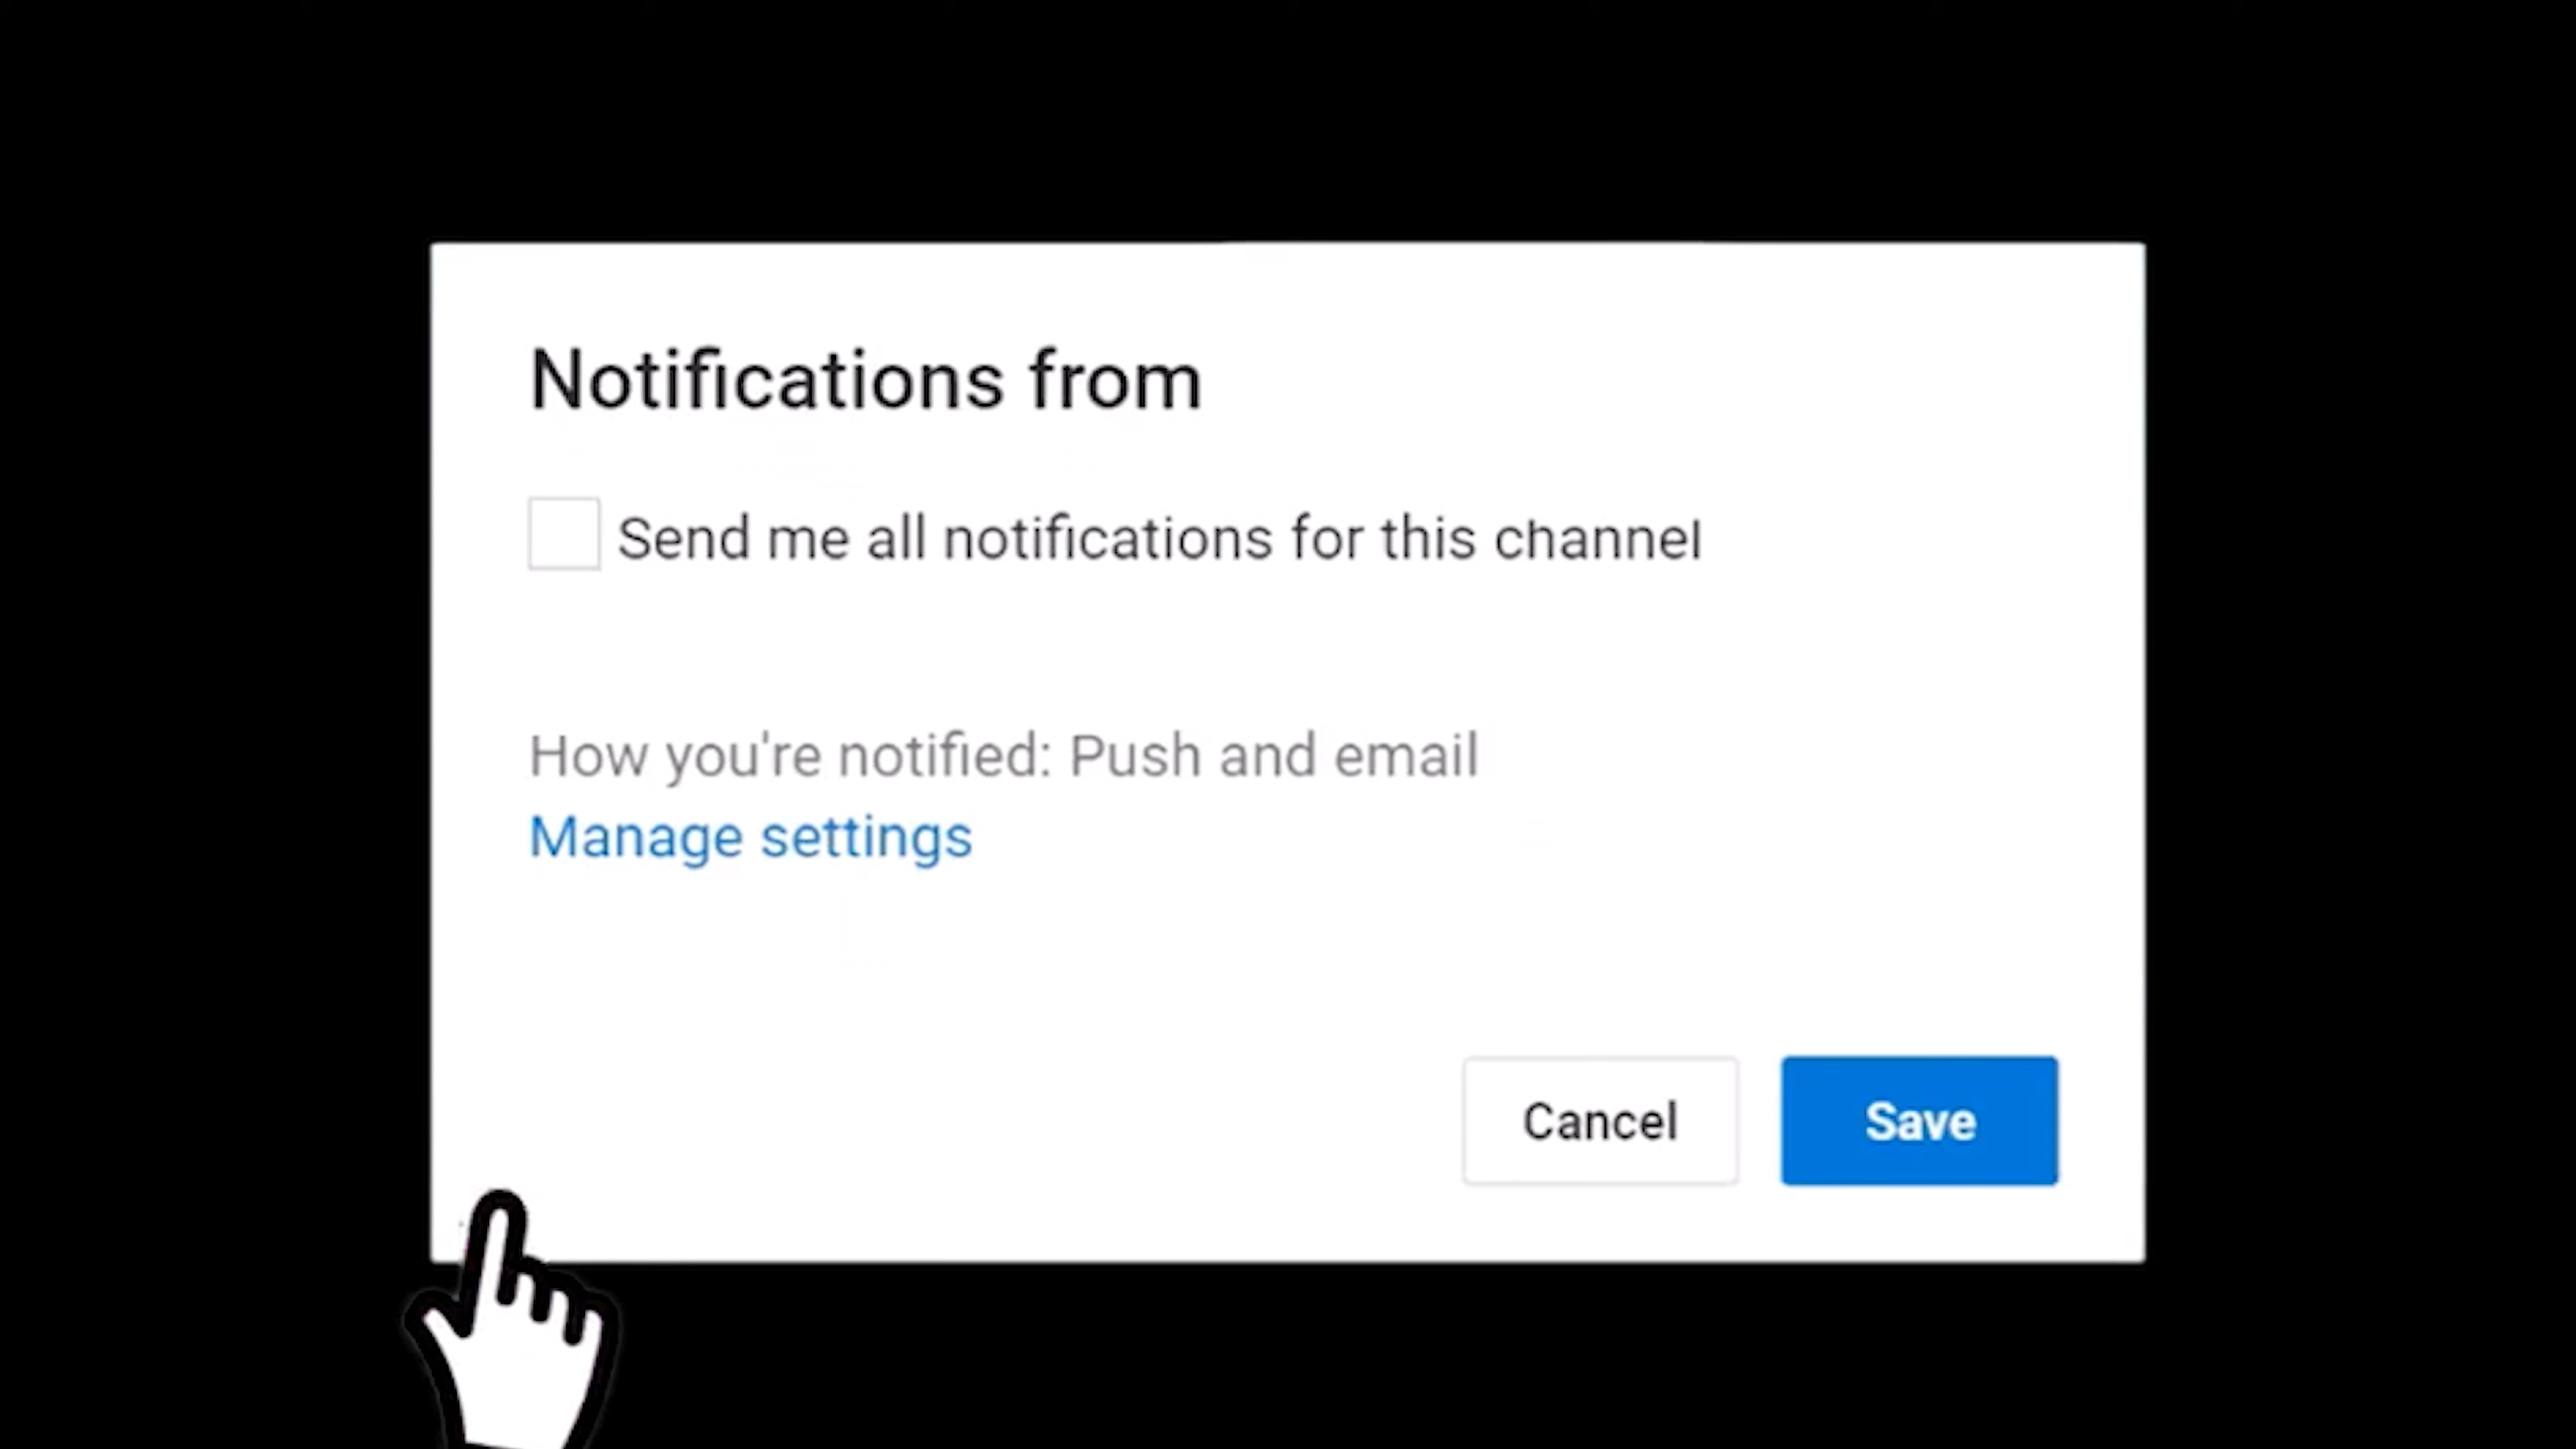 Notifications from
Send me all notifications for this channel
How you're notified: Push and email
Manage settings
Cancel
Save